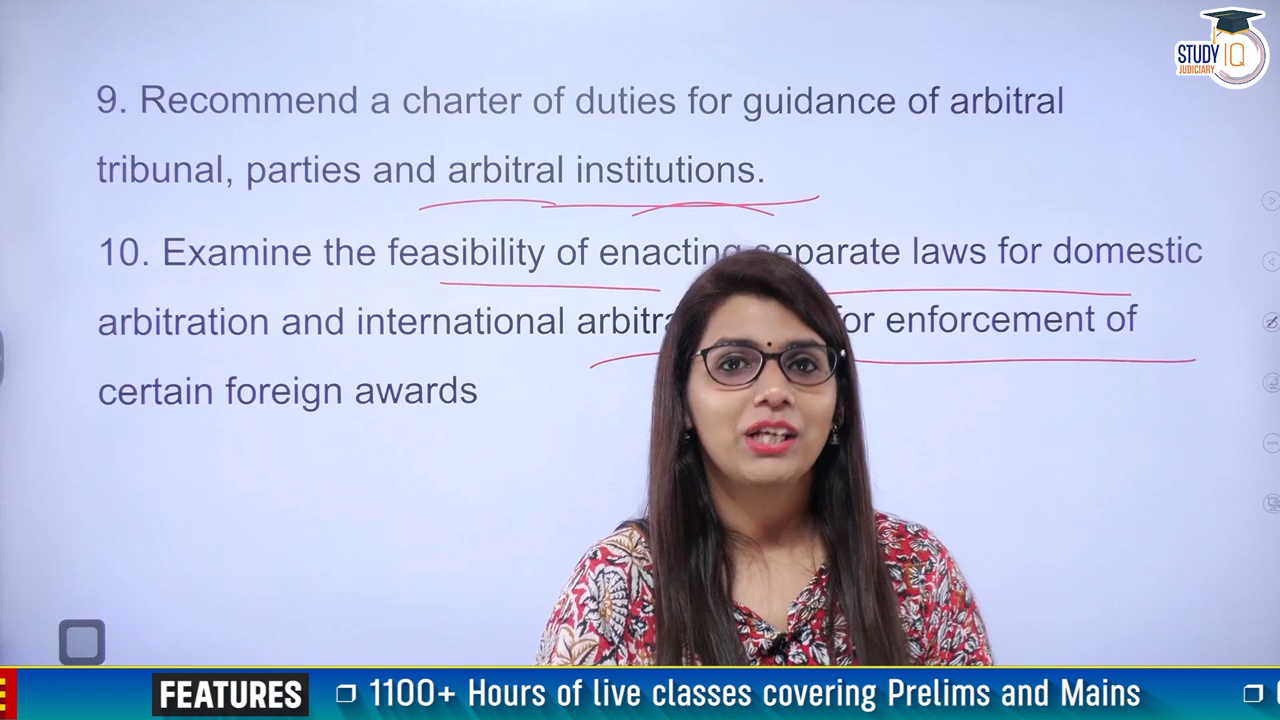 STUDY IQ
JUDICIARY
9. Recommend a charter of duties for guidance of arbitral
tribunal, parties and arbitral institutions.
10. Examine the feasibility of enacting separate laws for domestic
arbitration and international for enforcement of
certain foreign awards
FEATURES 1100+ Hours of live classes covering Prelims and Mains